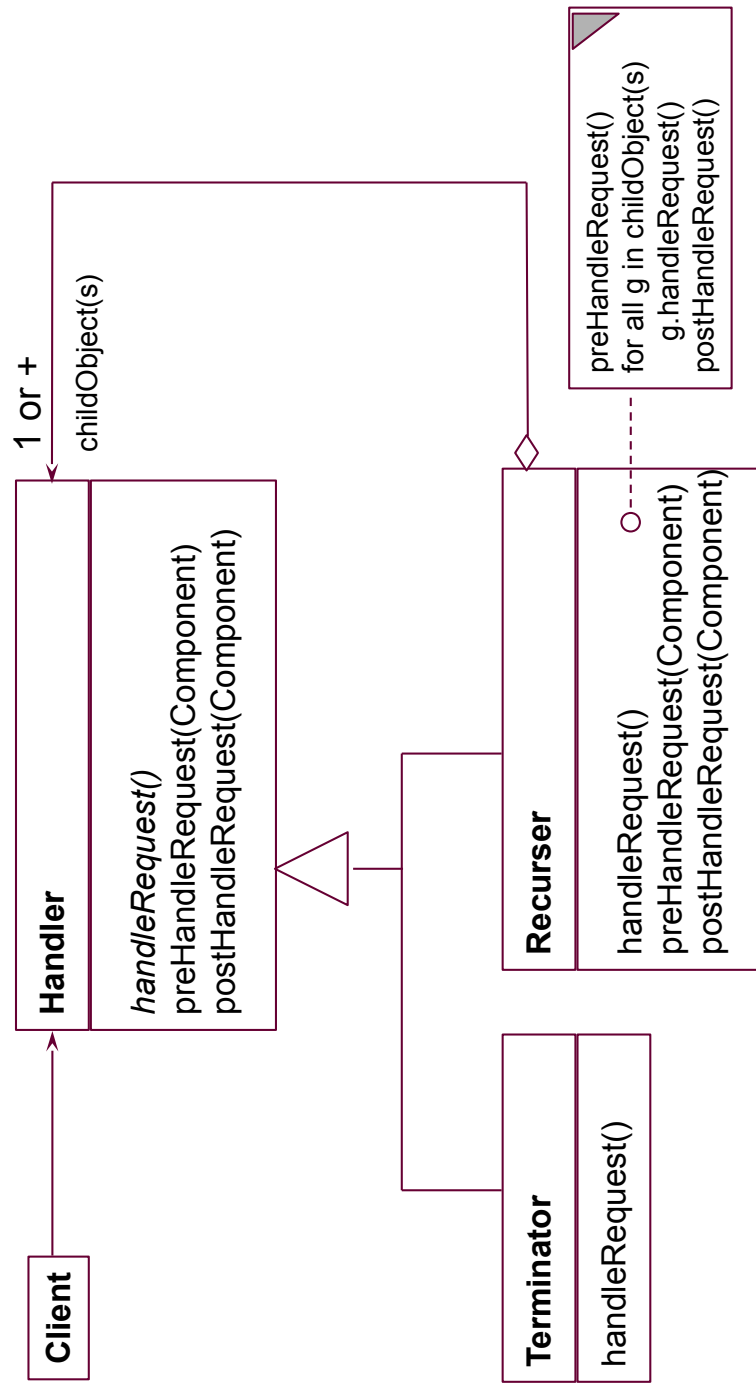 Client
Handler
handleRequest()
preHandleRequest(Component)
postHandleRequest(Component)
1 or +
childObject(s)
Terminator
handleRequest()
Recurser
handleRequest()
preHandleRequest(Component)
postHandleRequest(Component)
preHandleRequest()
for all g in childObject(s)
g.handleRequest()
postHandleRequest()